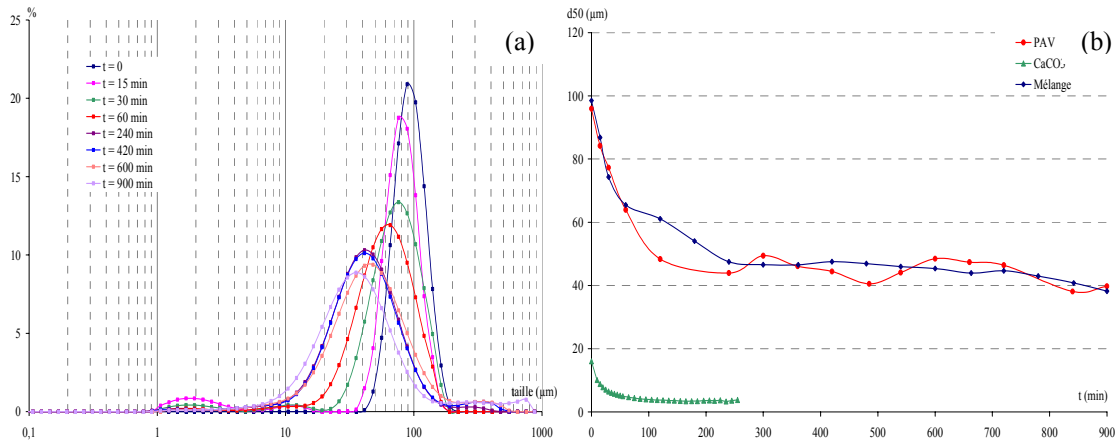 %
(a)
25
20
15
10
5
0
t = 0
t = 15 min
t = 30 min
t = 60 min
t = 240 min
t = 420 min
t = 600 min
t = 900 min
taille (µm)
0,1
1
10
100
1000
d50 (µm)
(b)
120
100
80
60
40
20
0
PAV
CaCO3
Mélange
t (min)
0
100
200
300
400
500
600
700
800
900